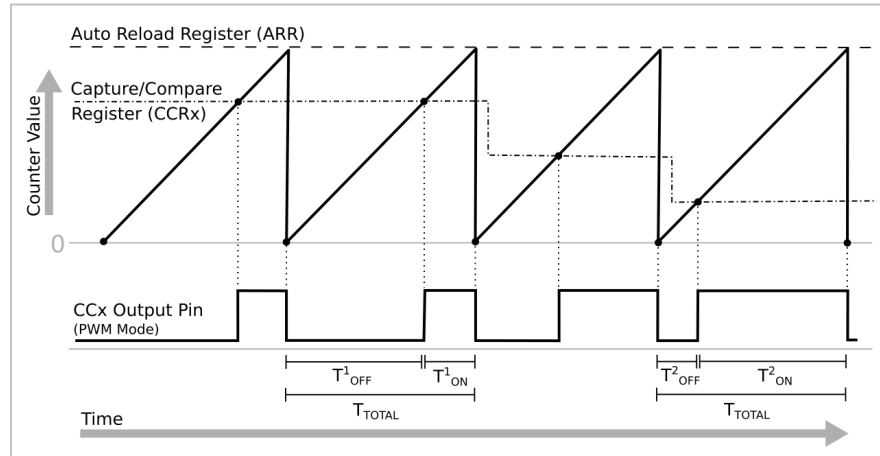 Auto Reload Register (ARR)
Capture/Compare
Register (CCRx)
Counter Value
0
CCx Output Pin
(PWM Mode)
T¹OFF
T¹ON
T²OFF
T²ON
TTOTAL
TTOTAL
Time